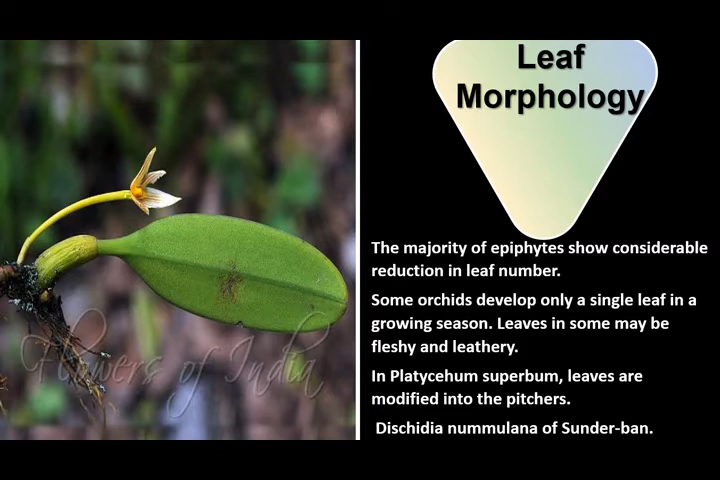 Leaf
Morphology
The majority of epiphytes show considerable
reduction in leaf number.
Some orchids develop only a single leaf in a
growing season. Leaves in some may be
fleshy and leathery.
In Platycehum superbum, leaves are
modified into the pitchers.
Dischidia nummulana of Sunder-ban.
Flowers of India